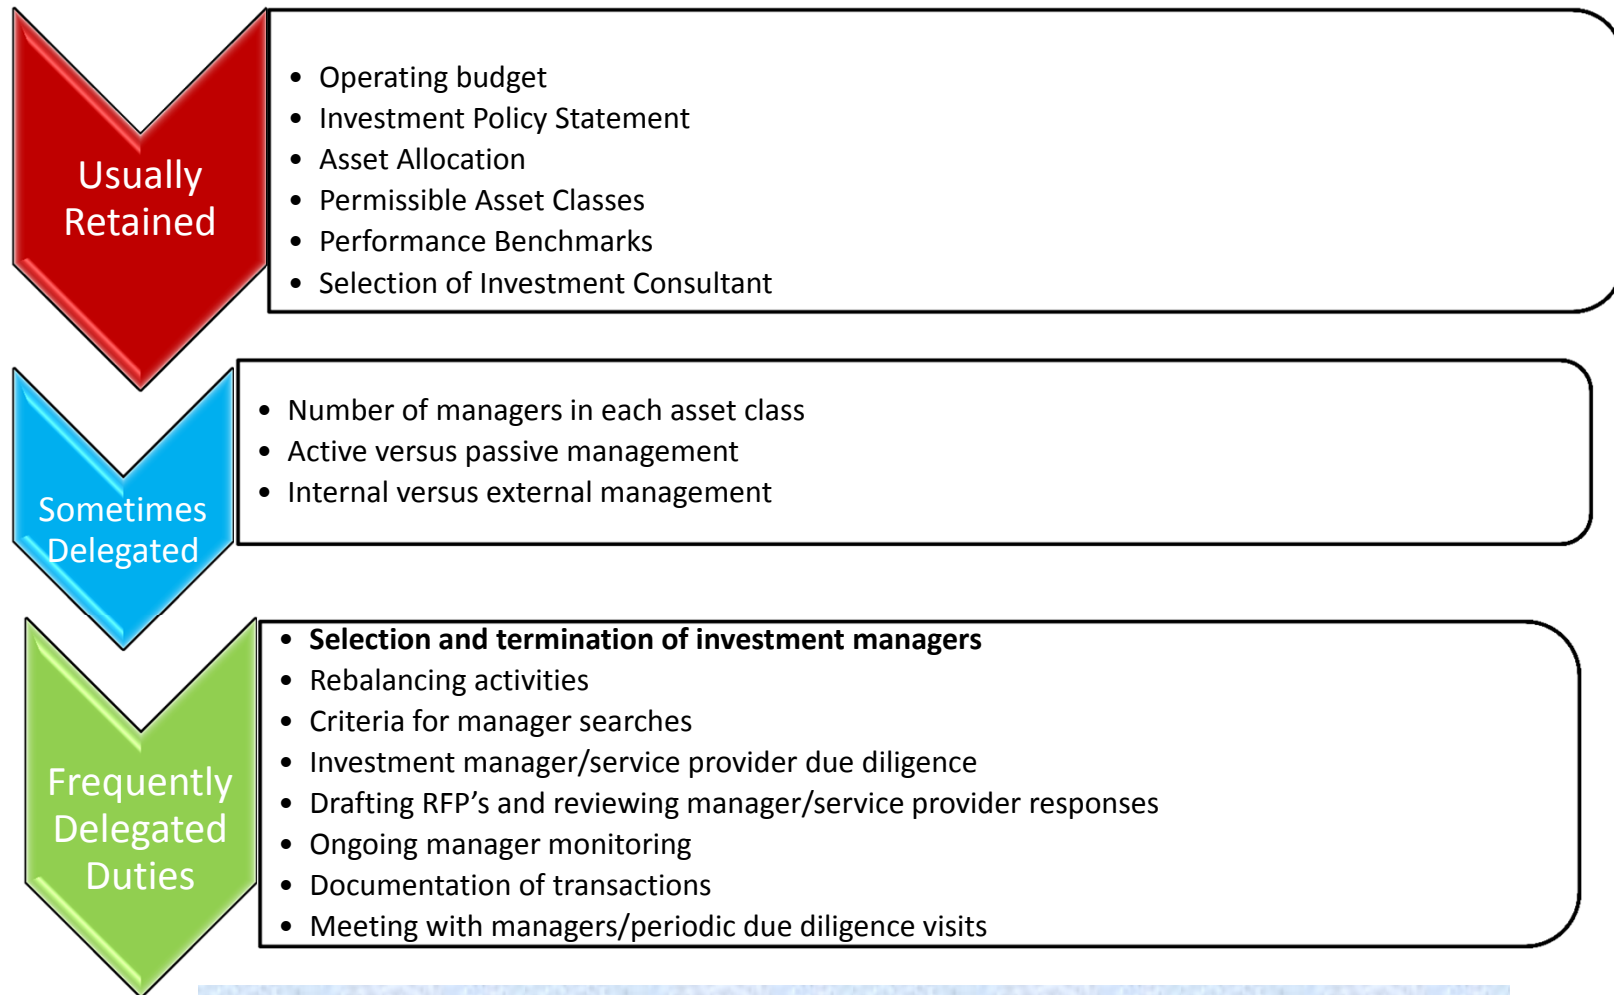 Usually
Retained
• Operating budget
• Investment Policy Statement
• Asset Allocation
• Permissible Asset Classes
• Performance Benchmarks
• Selection of Investment Consultant
Sometimes
Delegated
• Number of managers in each asset class
• Active versus passive management
• Internal versus external management
Frequently
Delegated
Duties
• Selection and termination of investment managers
• Rebalancing activities
• Criteria for manager searches
• Investment manager/service provider due diligence
• Drafting RFP’s and reviewing manager/service provider responses
• Ongoing manager monitoring
• Documentation of transactions
• Meeting with managers/periodic due diligence visits